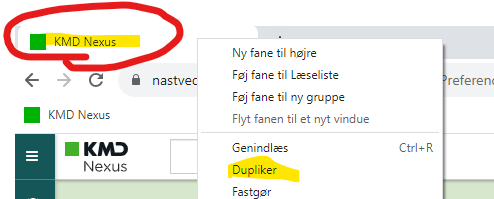 KMD Nexus
Ny fane til højre
Føj fane til Læseliste
nastved
Føj fane til ny gruppe
Preferenc
Flyt fanen til et nyt vindue
KMD Nexus
Genindlæs Ctrl+R
KMD
Nexus
Dupliker
Fastgør